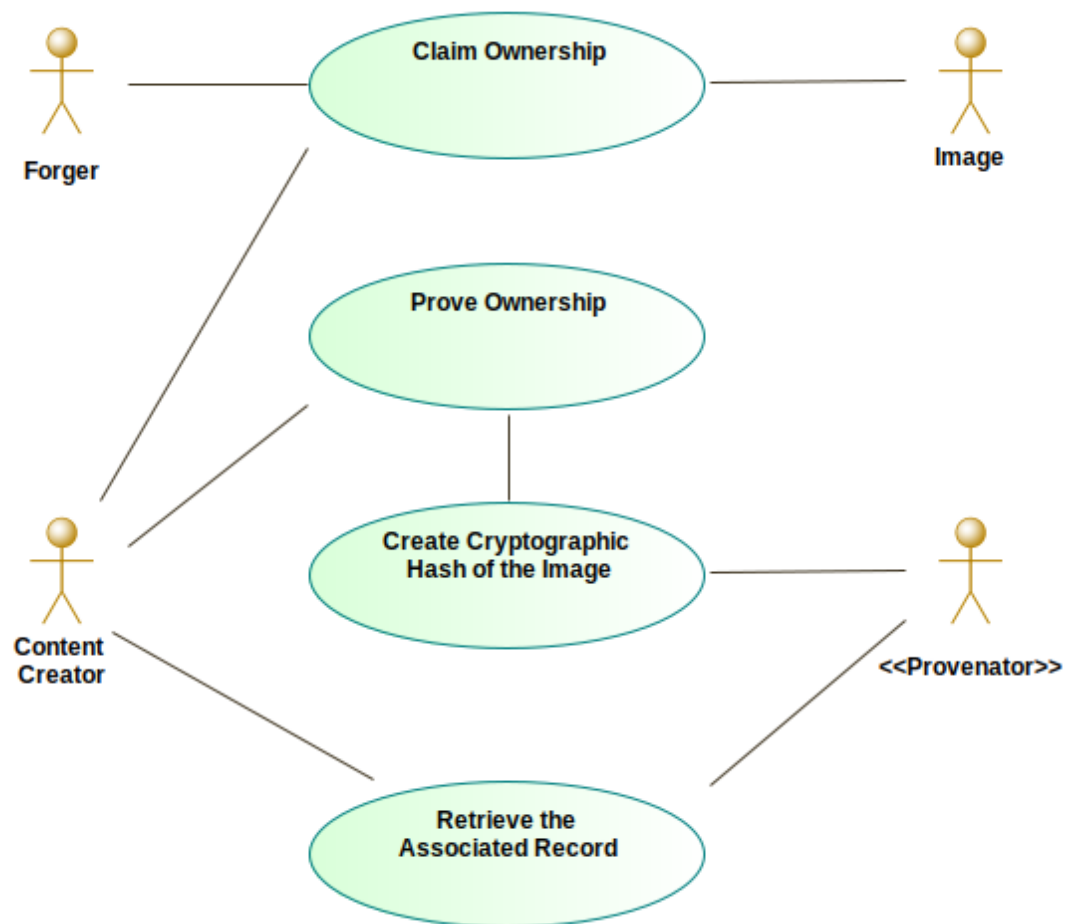 Claim Ownership
Forger
Image
Prove Ownership
Create Cryptographic
Hash of the Image
Content
Creator
<<Provenator>>
Retrieve the
Associated Record